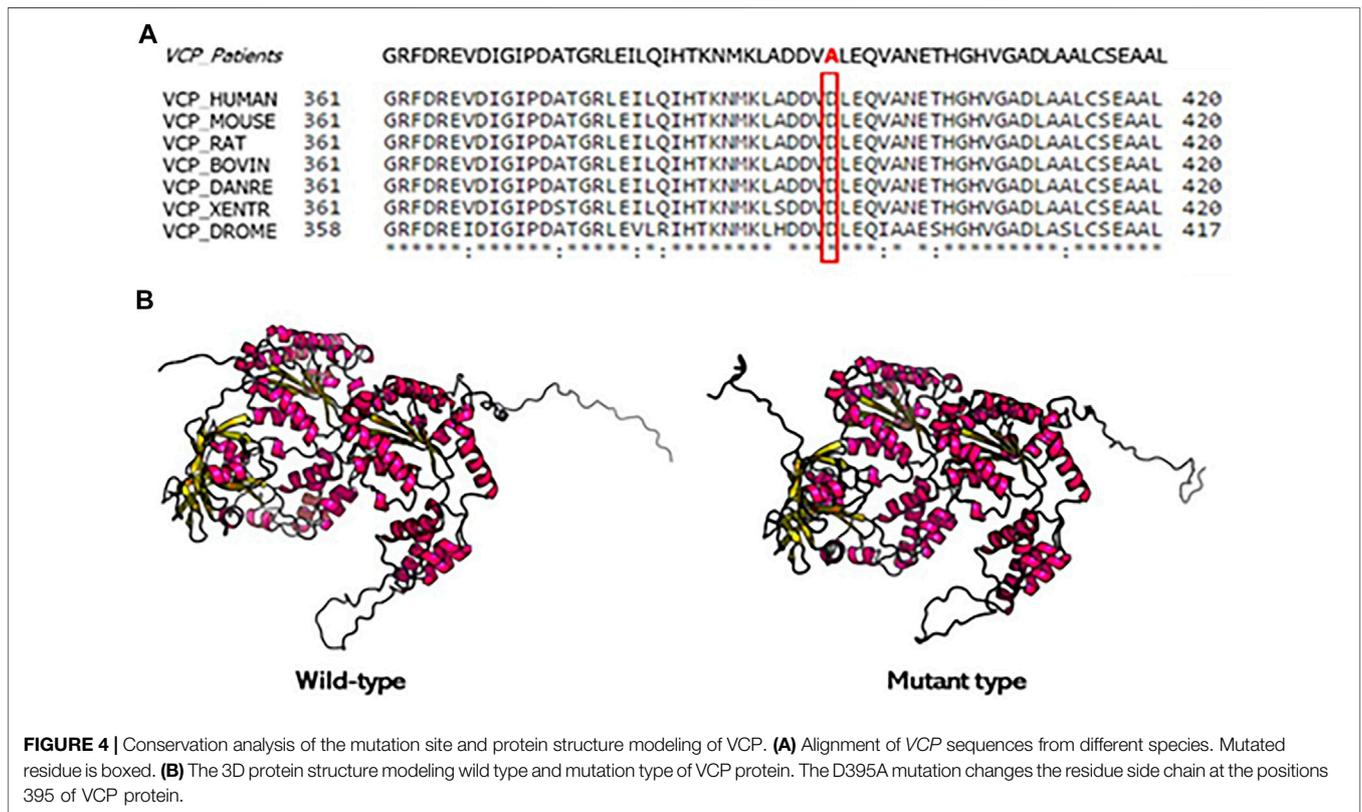 A
VCP_Patients GRFDREVDIGIPDATGRLEILQIHTKNMKLADDVALEQVANETHGHVGADLAALCSEAAL
VCP_HUMAN 361 GRFDREVDIGIPDATGRLEILQIHTKNMKLADDVDLEQVANETHGHVGADLAALCSEAAL 420
VCP_MOUSE 361 GRFDREVDIGIPDATGRLEILQIHTKNMKLADDVDLEQVANETHGHVGADLAALCSEAAL 420
VCP_RAT 361 GRFDREVDIGIPDATGRLEILQIHTKNMKLADDVDLEQVANETHGHVGADLAALCSEAAL 420
VCP_BOVIN 361 GRFDREVDIGIPDATGRLEILQIHTKNMKLADDVDLEQVANETHGHVGADLAALCSEAAL 420
VCP_DANRE 361 GRFDREVDIGIPDATGRLEILQIHTKNMKLADDVDLEQVANETHGHVGADLAALCSEAAL 420
VCP_XENTR 361 GRFDREVDIGIPDSTGRLEILQIHTKNMKLSDDVDLEQVANETHGHVGADLAALCSEAAL 420
VCP_DROME 358 GRFDREIDIGIPDATGRLEVLRIHTKNMKLHDDVDLEQIAAESHGHVGADLASLCSEAAL 417
******:******:*****:*:******** *******:* *:*********:*******
B
Wild-type Mutant type
FIGURE 4 | Conservation analysis of the mutation site and protein structure modeling of VCP. (A) Alignment of VCP sequences from different species. Mutated
residue is boxed. (B) The 3D protein structure modeling wild type and mutation type of VCP protein. The D395A mutation changes the residue side chain at the positions
395 of VCP protein.